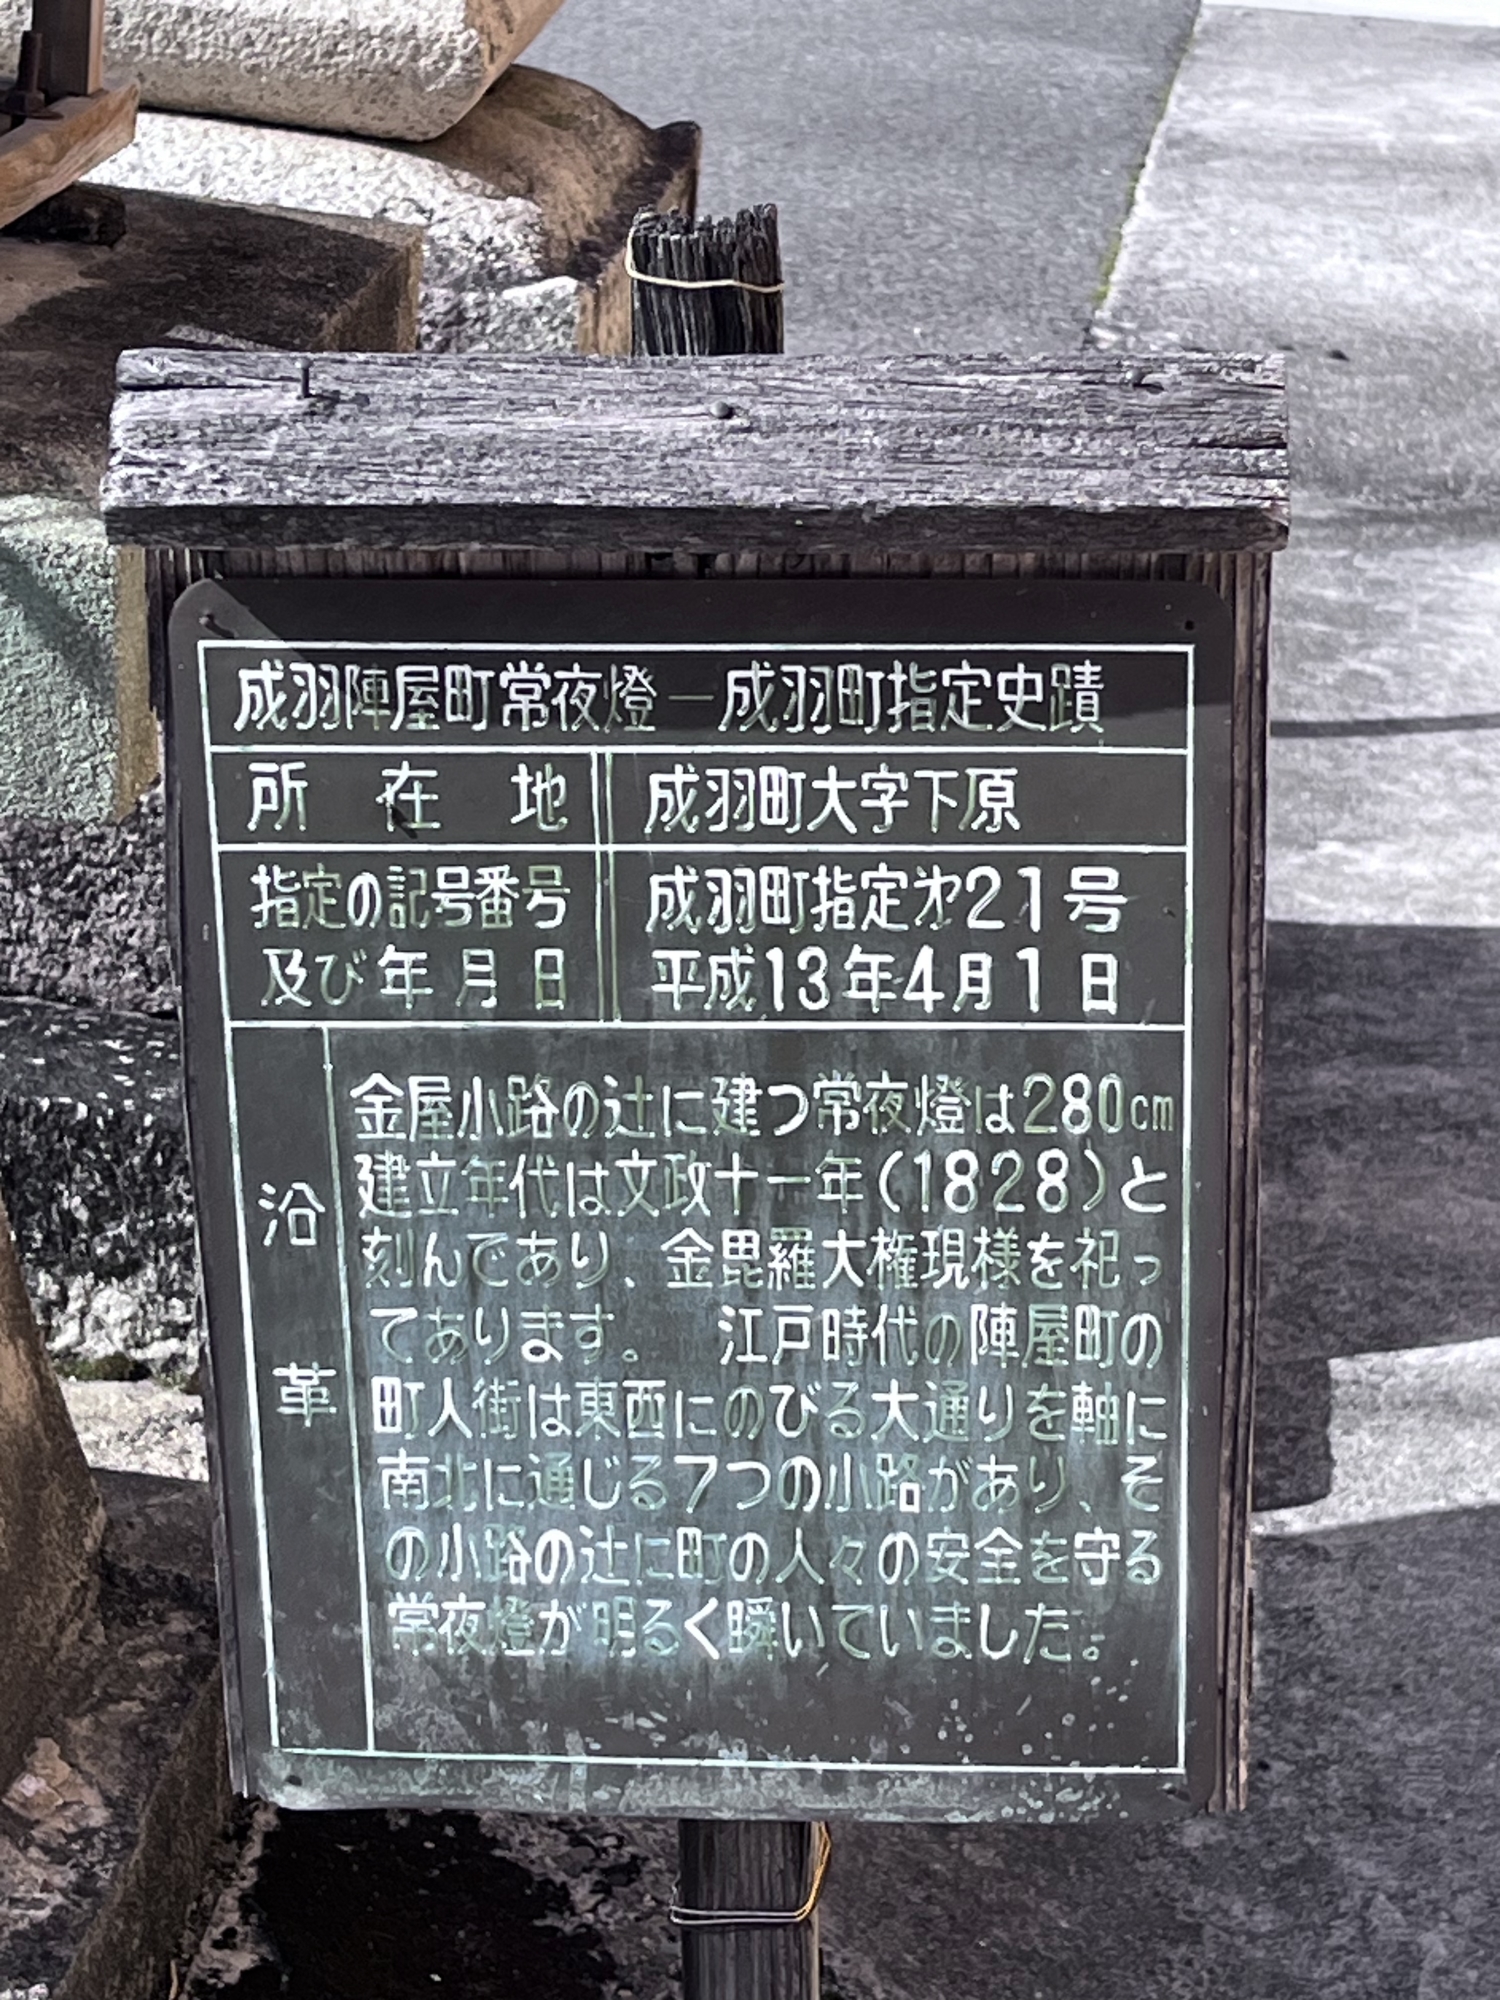 成羽陣屋町常夜燈―成羽町指定史蹟
所在地 成羽町大字下原
指定の記号番号 成羽町指定㐧21号
及び年月日 平成13年4月1日
沿革
金屋小路の辻に建つ常夜燈は280cm
建立年代は文政十一年(1828)と
刻んであり、金毘羅大権現様を祀っ
てあります。 江戸時代の陣屋町の
町人街は東西にのびる大通りを軸に
南北に通じる7つの小路があり、そ
の小路の辻に町の人々の安全を守る
常夜燈が明るく瞬いていました。